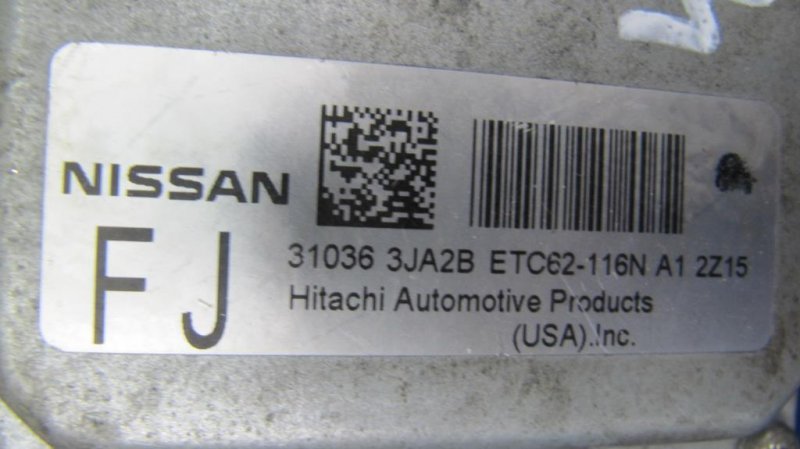 NISSAN
FJ
31036 3JA2B ETC62-116N A1 2Z15
Hitachi Automotive Products
(USA).Inc.